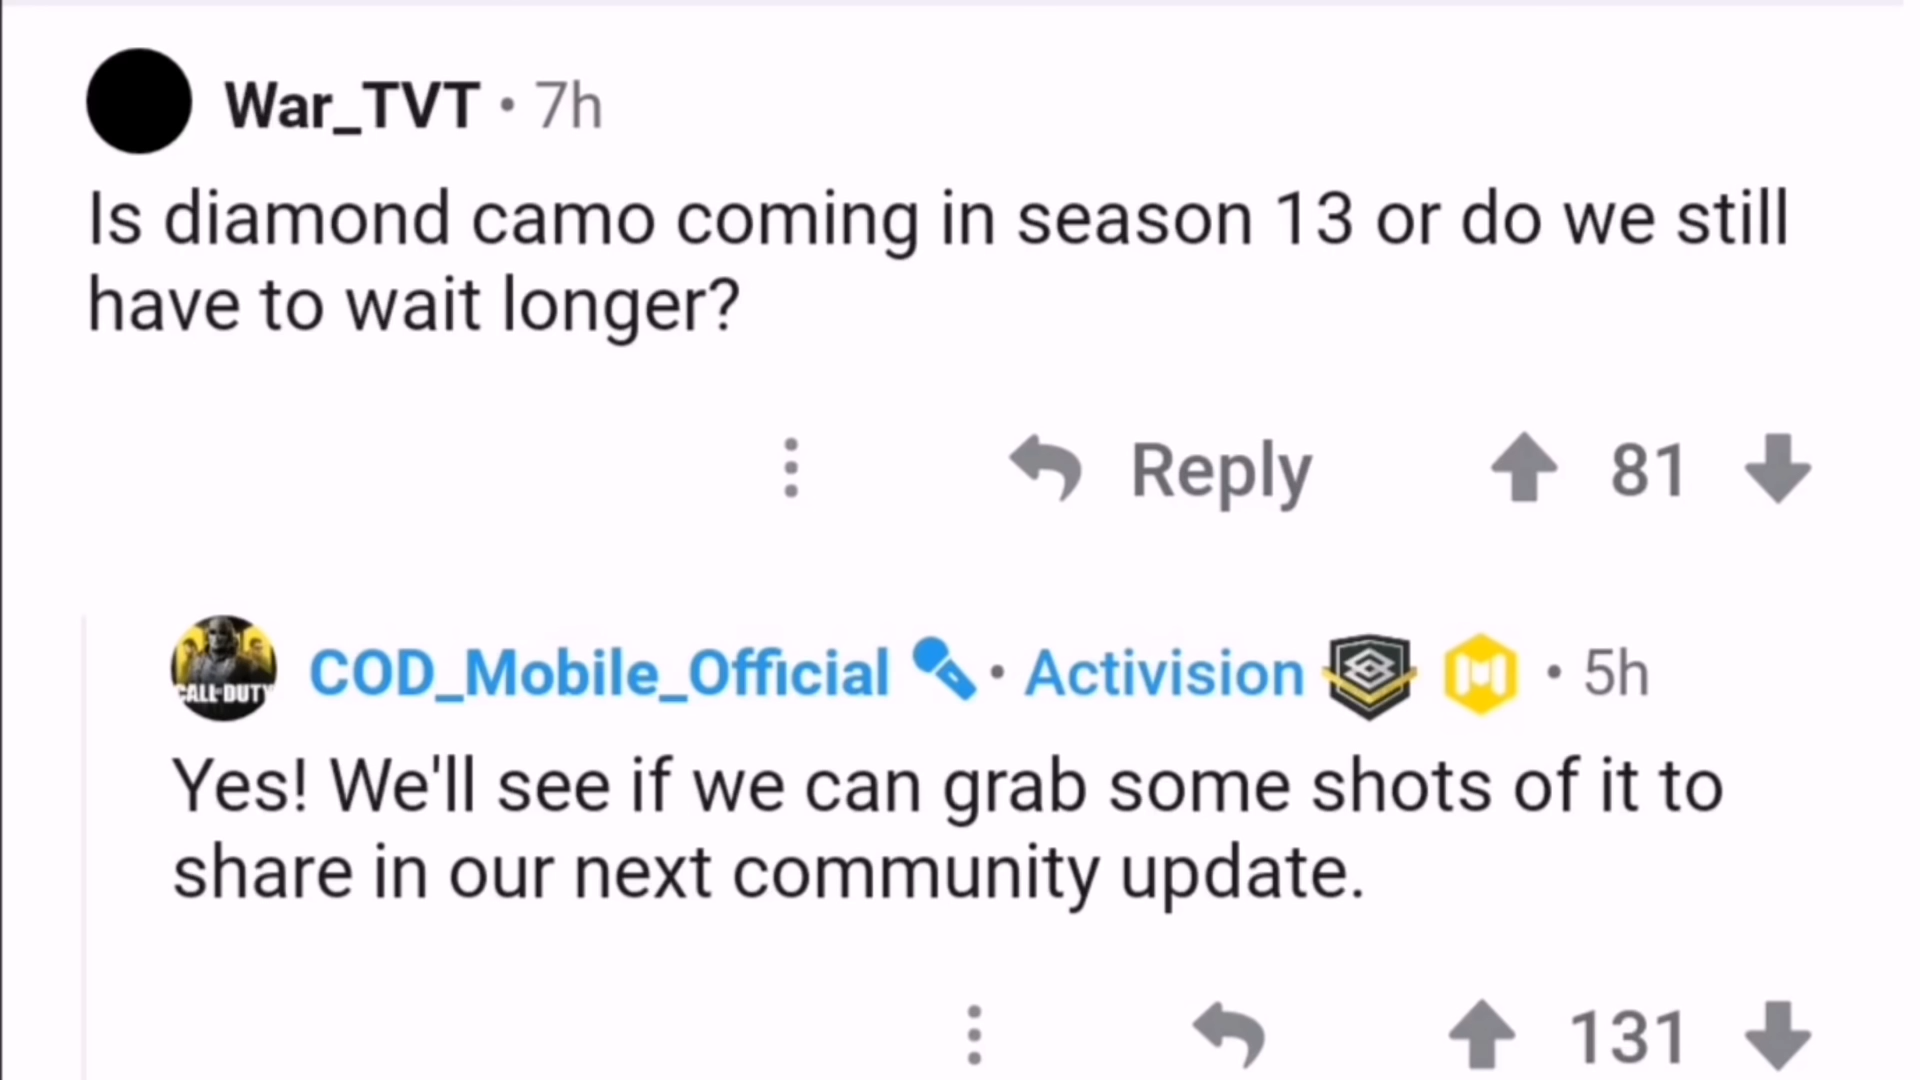 War_TVT • 7h
Is diamond camo coming in season 13 or do we still
have to wait longer?
Reply 81
COD_Mobile_Official • Activision • 5h
CALL DUTY
Yes! We'll see if we can grab some shots of it to
share in our next community update.
131